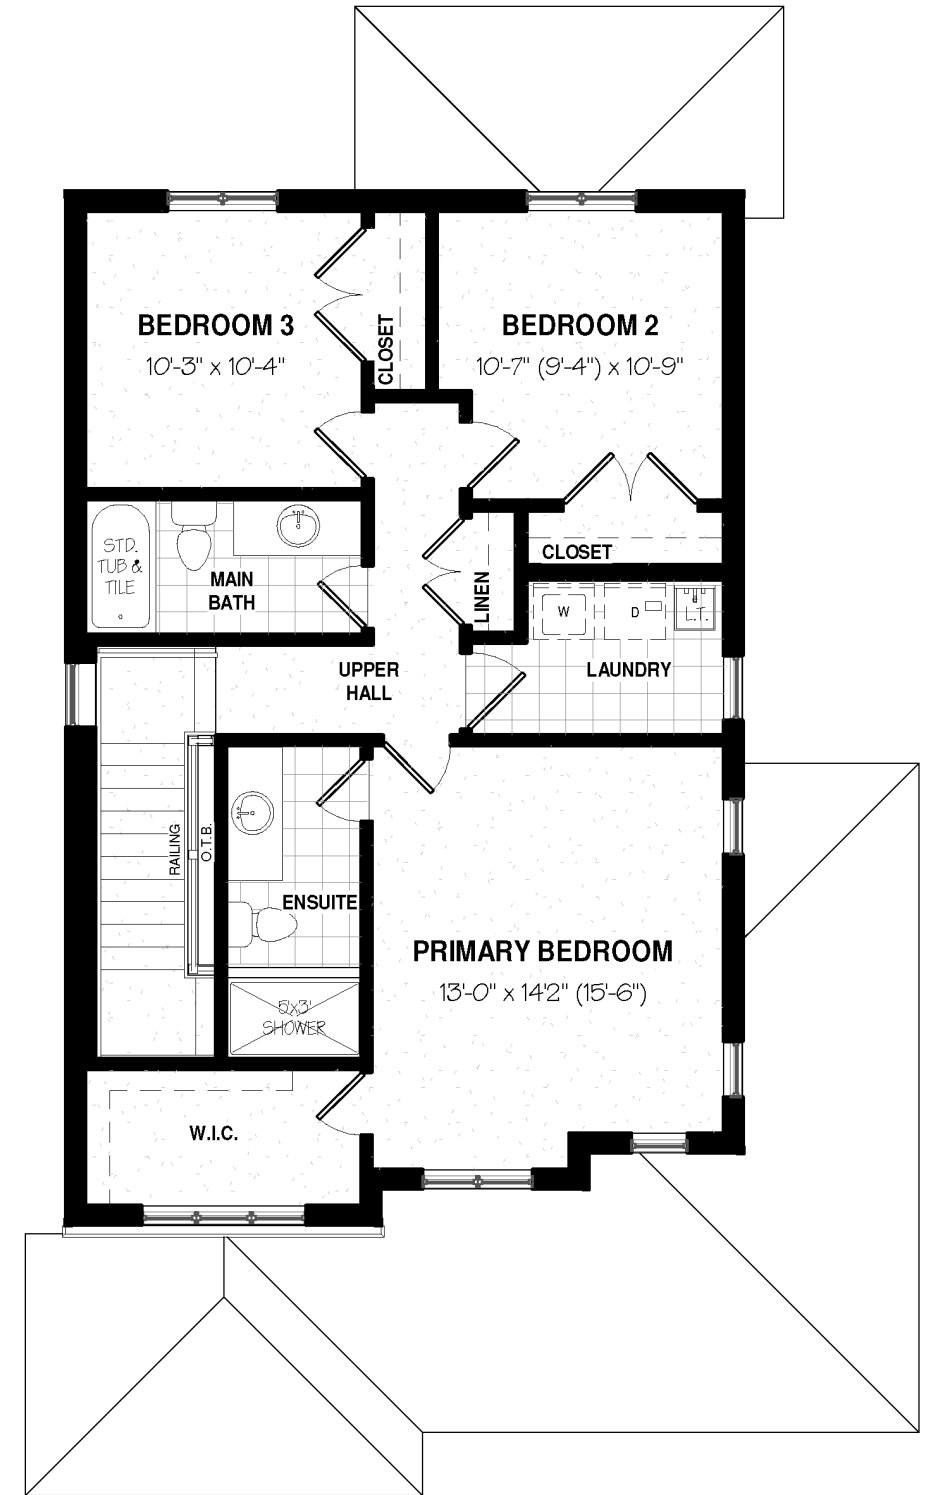 BEDROOM 3
10'-3" x 10'-4"
CLOSET
BEDROOM 2
10'-7" (9'-4") x 10'-9"
STD.
TUB &
TILE
MAIN
BATH
LINEN
CLOSET
W
D
L.T.
LAUNDRY
UPPER
HALL
RAILING
O.T.B.
ENSUITE
PRIMARY BEDROOM
13'-0" x 14'2" (15'-6")
5'x3'
SHOWER
W.I.C.